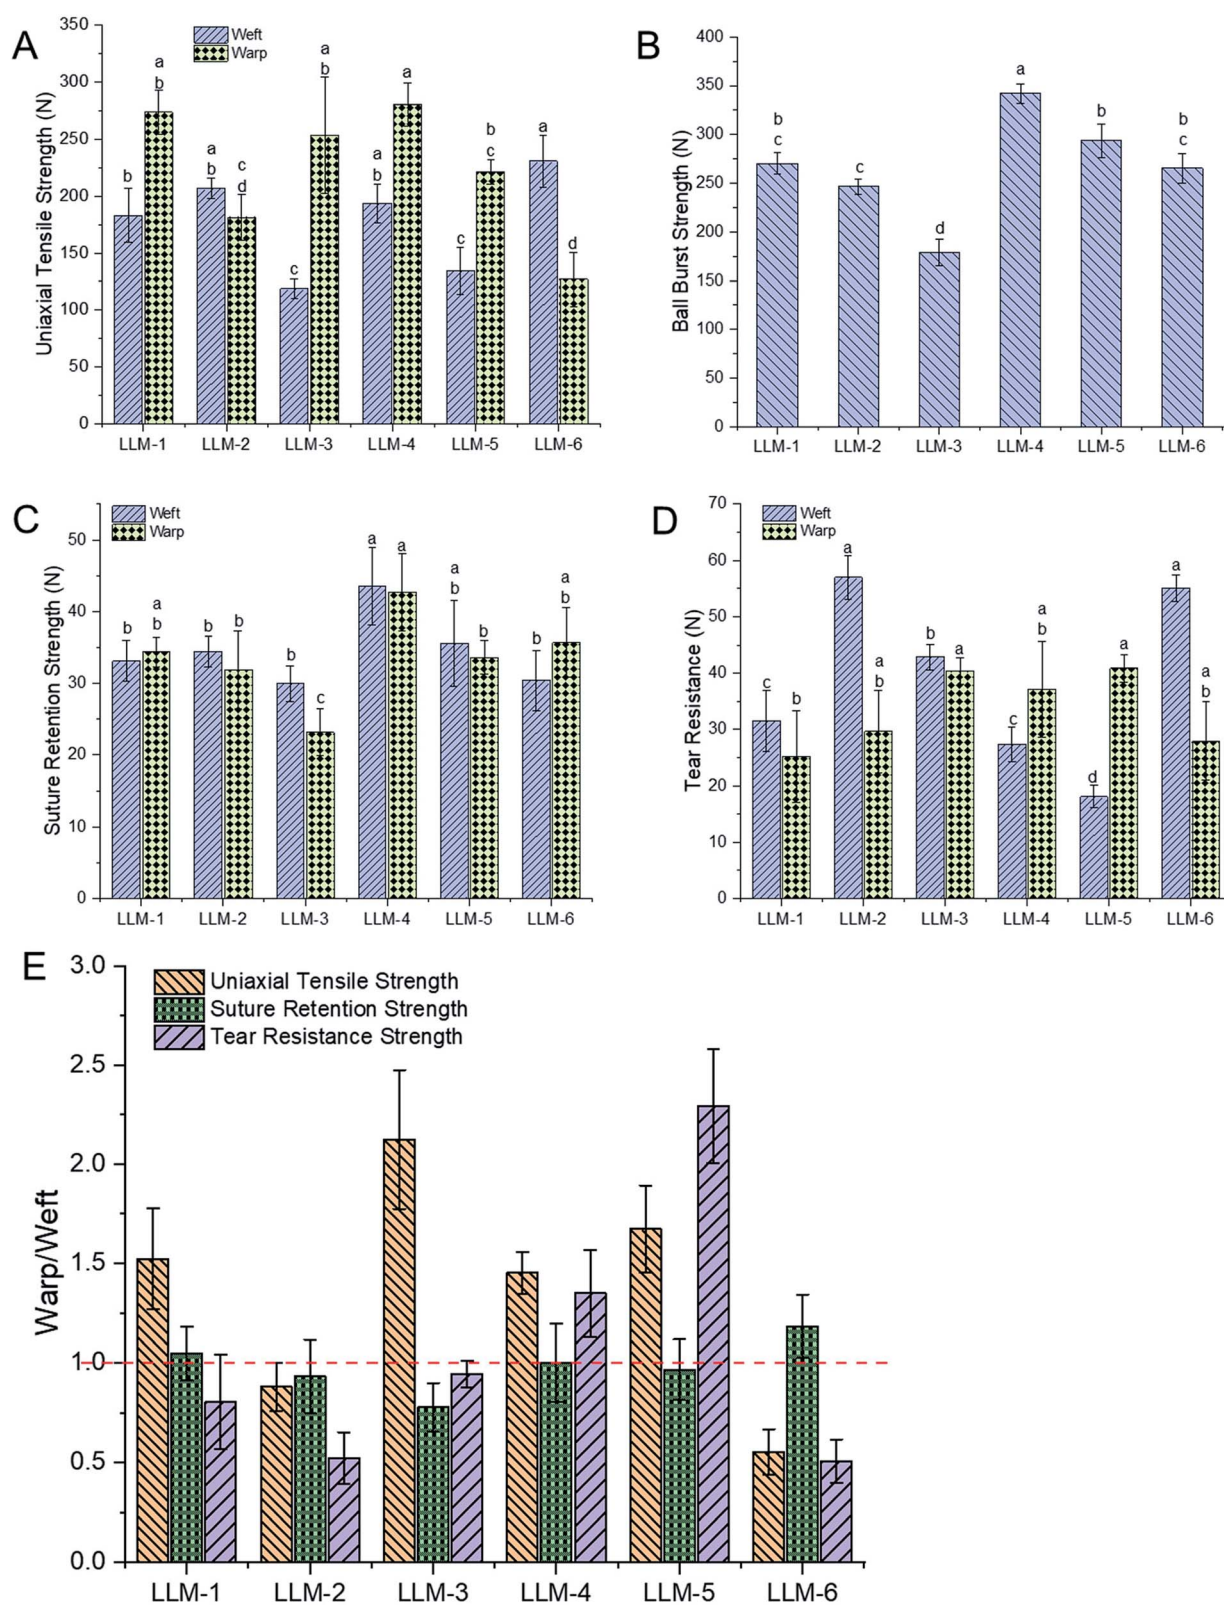 A
Uniaxial Tensile Strength (N)
350
300
250
200
150
100
50
0
Weft
Warp
b
a
b
a
b
c
d
c
a
b
a
b
a
c
b
c
a
d
LLM-1 LLM-2 LLM-3 LLM-4 LLM-5 LLM-6
B
Ball Burst Strength (N)
400
350
300
250
200
150
100
50
0
b
c
c
d
a
b
b
c
LLM-1 LLM-2 LLM-3 LLM-4 LLM-5 LLM-6
C
Suture Retention Strength (N)
50
40
30
20
10
0
Weft
Warp
b
a
b
b
b
b
c
a
a
a
b
b
b
a
b
LLM-1 LLM-2 LLM-3 LLM-4 LLM-5 LLM-6
D
Tear Resistance (N)
70
60
50
40
30
20
10
0
Weft
Warp
c
b
a
a
b
b
a
c
a
b
d
a
a
a
b
LLM-1 LLM-2 LLM-3 LLM-4 LLM-5 LLM-6
E
Warp/Weft
3.0
2.5
2.0
1.5
1.0
0.5
0.0
Uniaxial Tensile Strength
Suture Retention Strength
Tear Resistance Strength
LLM-1 LLM-2 LLM-3 LLM-4 LLM-5 LLM-6